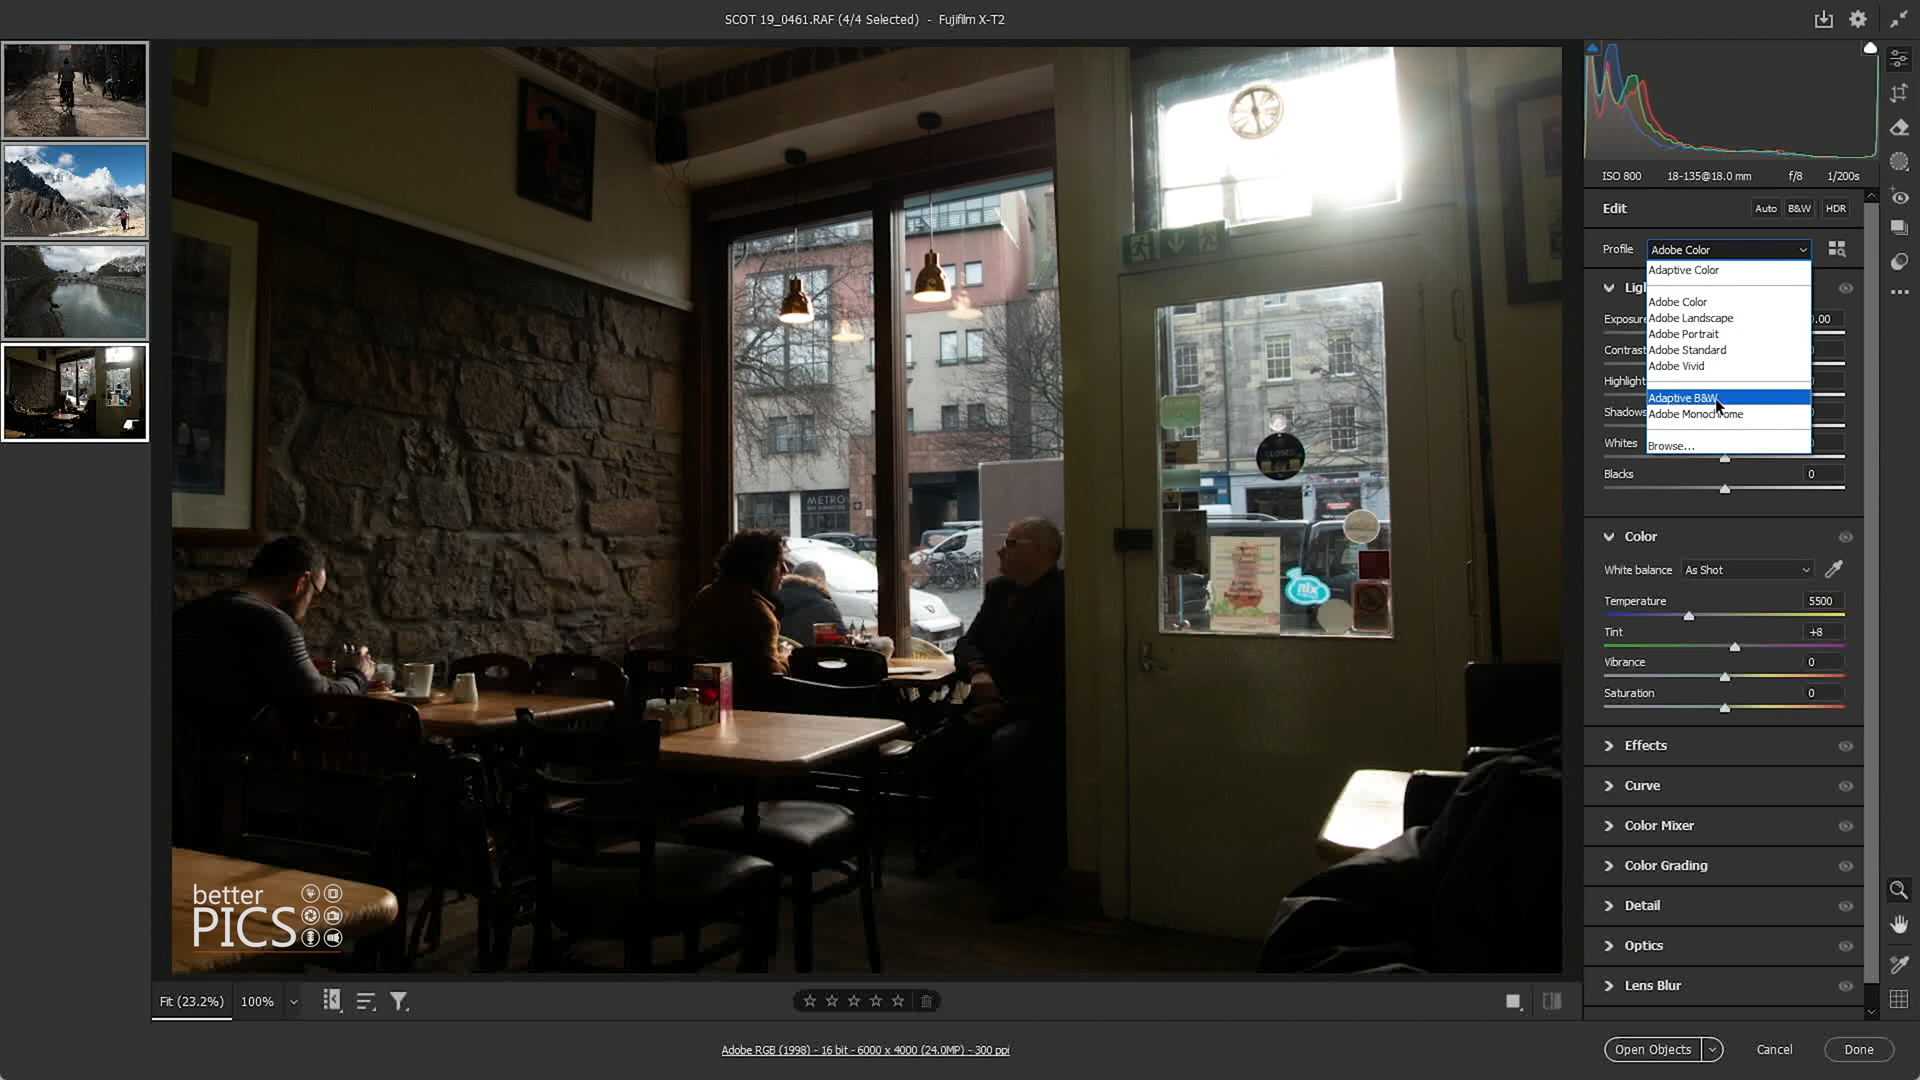 SCOT 19_0461.RAF (4/4 Selected) - Fujifilm X-T2
ISO 800 18-135@18.0 mm f/8 1/200s
Edit Auto B&W HDR
Profile Adobe Color
Adaptive Color
Adobe Color
Adobe Landscape
Adobe Portrait
Adobe Standard
Adobe Vivid
Adaptive B&W
Adobe Monochrome
Browse...
Exposure
Contrast
Highlight
Shadows
Whites
Blacks 0
Color
White balance As Shot
Temperature 5500
Tint +8
Vibrance 0
Saturation 0
Effects
Curve
Color Mixer
Color Grading
Detail
Optics
Lens Blur
METRO
CLOSED
nix
better
PICS
Fit (23.2%) 100%
Adobe RGB (1998) - 16 bit - 6000 x 4000 (24.0MP) - 300 ppi
Open Objects Cancel Done